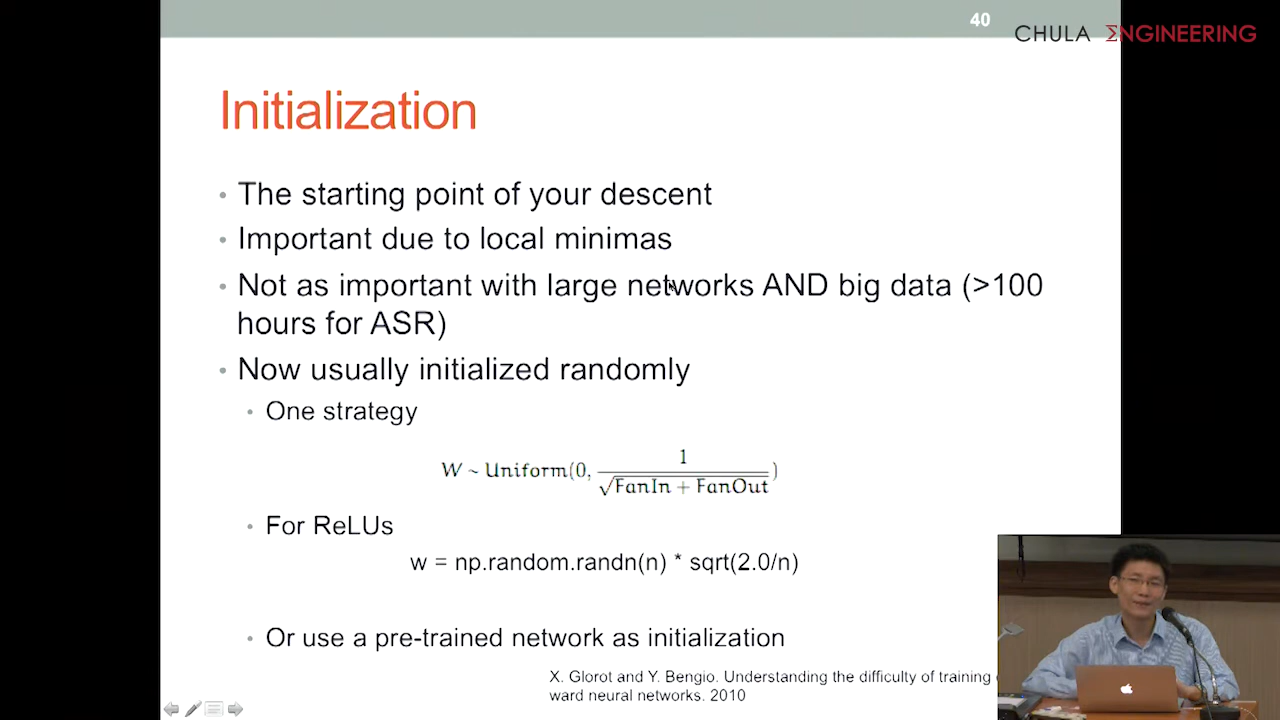 40
CHULA ΣNGINEERING
Initialization
• The starting point of your descent
• Important due to local minimas
• Not as important with large networks AND big data (>100
hours for ASR)
• Now usually initialized randomly
• One strategy
W ~ Uniform(0, 1 / √FanIn + FanOut)
• For ReLUs
w = np.random.randn(n) * sqrt(2.0/n)
• Or use a pre-trained network as initialization
X. Glorot and Y. Bengio. Understanding the difficulty of training
ward neural networks. 2010